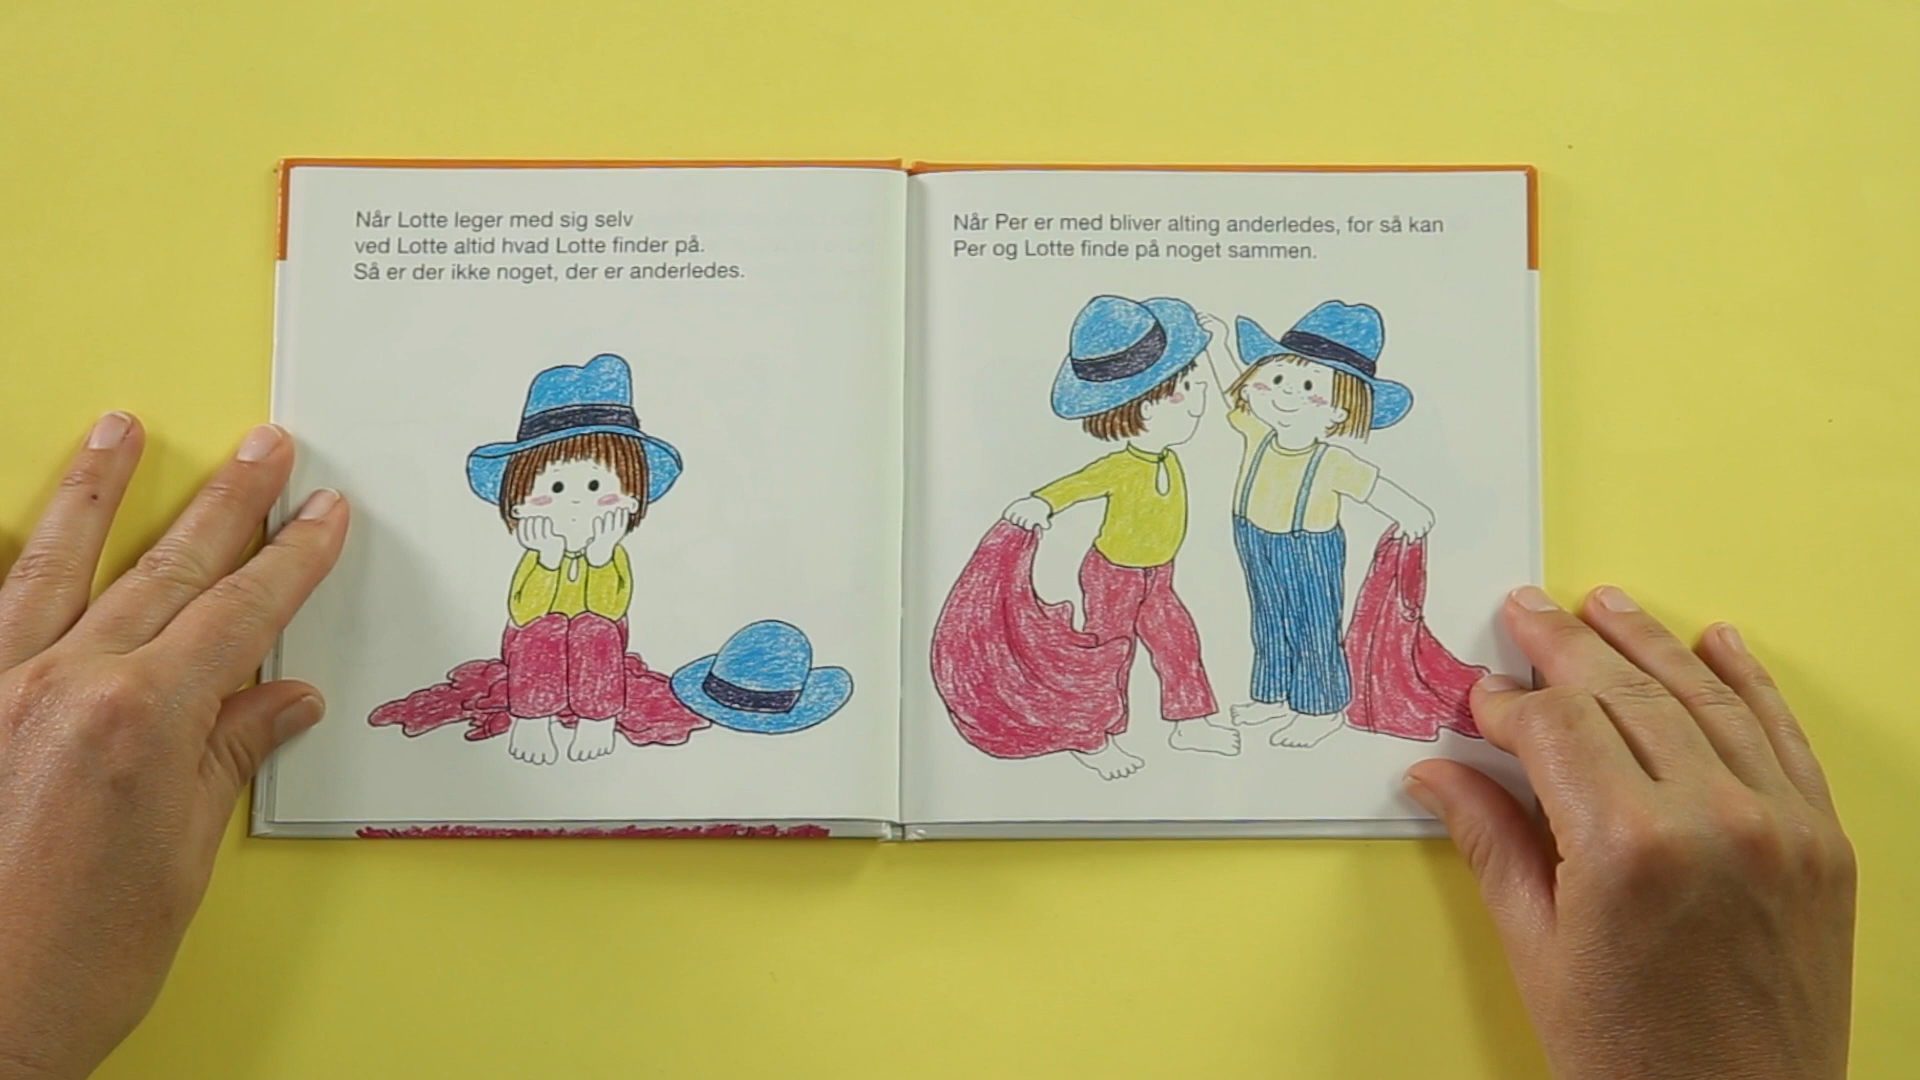 Når Lotte leger med sig selv
ved Lotte altid hvad Lotte finder på.
Så er der ikke noget, der er anderledes.
Når Per er med bliver alting anderledes, for så kan
Per og Lotte finde på noget sammen.